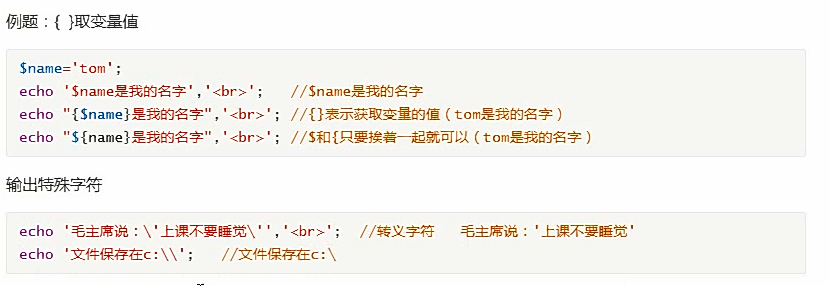 例题：{ }取变量值
$name='tom';
echo '$name是我的名字','<br>';   //$name是我的名字
echo "{$name}是我的名字",'<br>'; //{}表示获取变量的值（tom是我的名字）
echo "${name}是我的名字",'<br>'; //$和{只要挨着一起就可以（tom是我的名字）
输出特殊字符
echo '毛主席说：\'上课不要睡觉\'','<br>';  //转义字符   毛主席说：'上课不要睡觉'
echo '文件保存在c:\\';   //文件保存在c:\